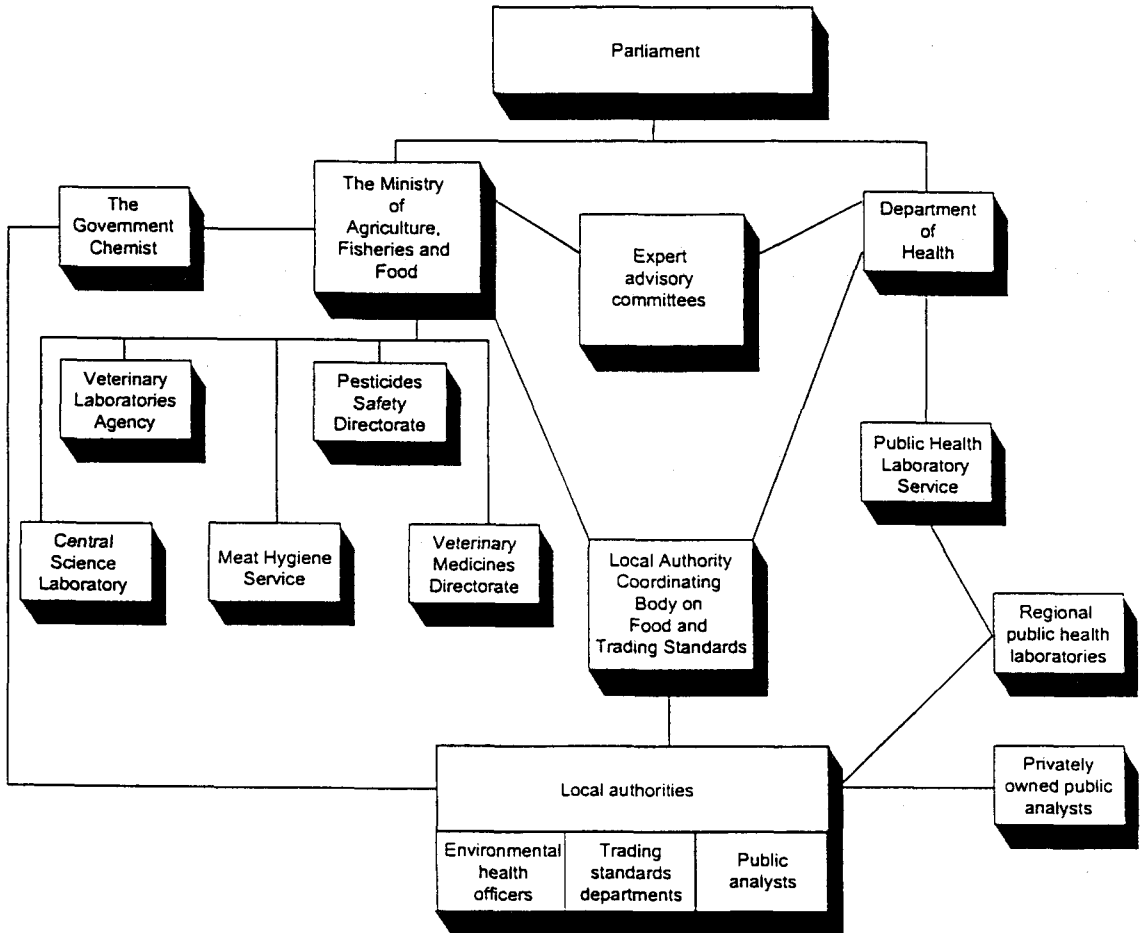 Parliament
The
Government
Chemist
The Ministry
of
Agriculture,
Fisheries and
Food
Expert
advisory
committees
Department
of
Health
Veterinary
Laboratories
Agency
Pesticides
Safety
Directorate
Public Health
Laboratory
Service
Central
Science
Laboratory
Meat Hygiene
Service
Veterinary
Medicines
Directorate
Local Authority
Coordinating
Body on
Food and
Trading Standards
Regional
public health
laboratories
Local authorities
Privately
owned public
analysts
Environmental
health
officers
Trading
standards
departments
Public
analysts